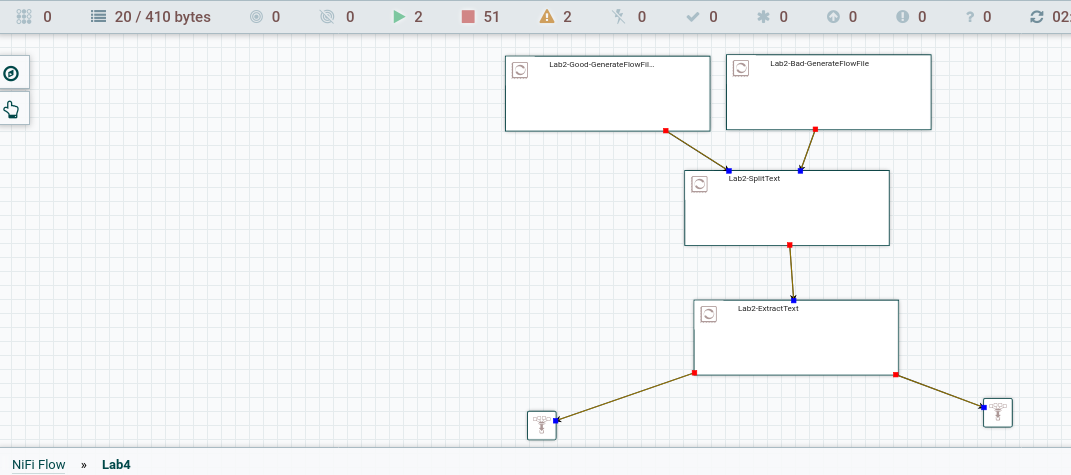 0 20 / 410 bytes 0 0 2 51 2 0 0 0 0 0 ? 0 02:
Lab2-Good-GenerateFlowFil... Lab2-Bad-GenerateFlowFile
Lab2-SplitText
Lab2-ExtractText
NiFi Flow » Lab4